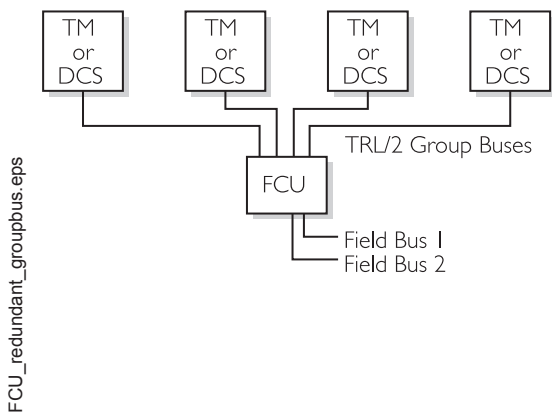 TM
or
DCS
TM
or
DCS
TM
or
DCS
TM
or
DCS
TRL/2 Group Buses
FCU
Field Bus 1
Field Bus 2
FCU_redundant_groupbus.eps